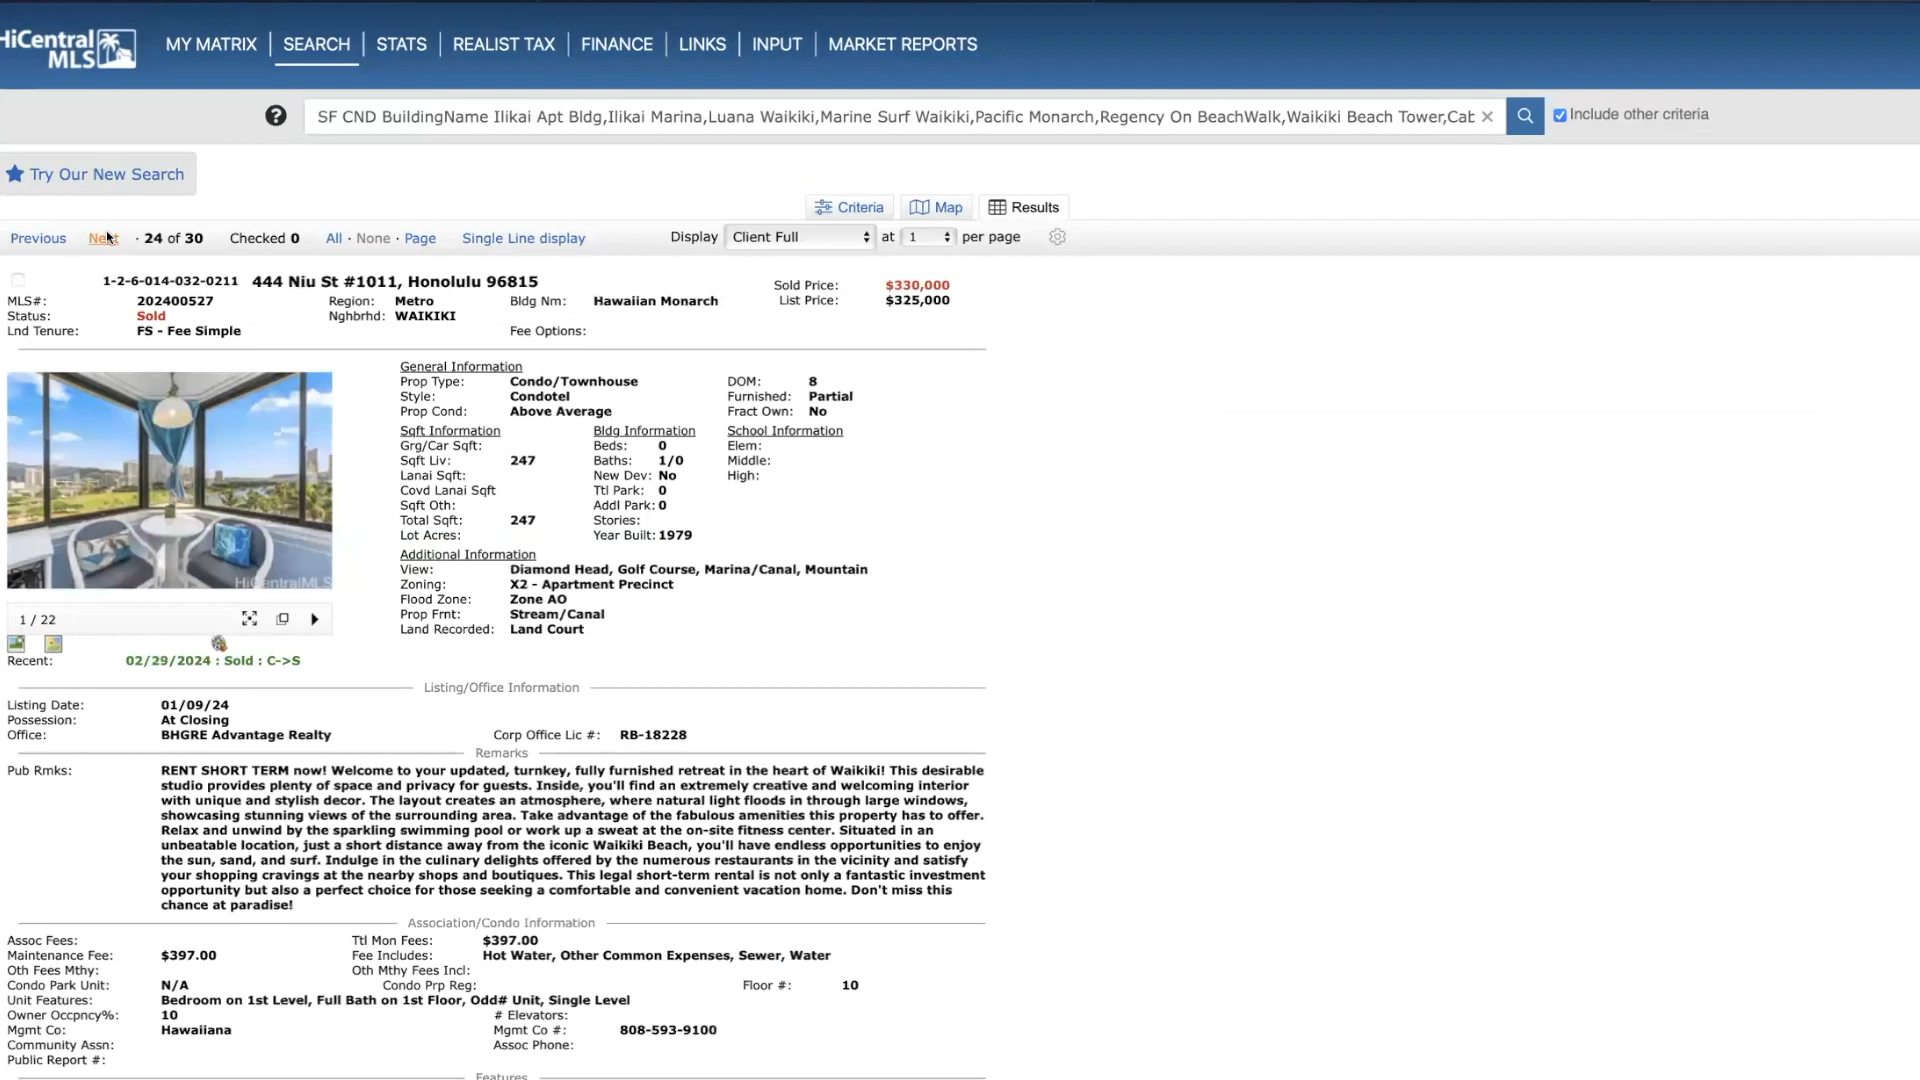 HiCentral MLS
MY MATRIX SEARCH STATS REALIST TAX FINANCE LINKS INPUT MARKET REPORTS
SF CND BuildingName Ilikai Apt Bldg,Ilikai Marina,Luana Waikiki,Marine Surf Waikiki,Pacific Monarch,Regency On BeachWalk,Waikiki Beach Tower,Cab
Include other criteria
Try Our New Search
Criteria Map Results
Previous Next · 24 of 30 Checked 0 All · None · Page Single Line display Display Client Full at 1 per page
1-2-6-014-032-0211 444 Niu St #1011, Honolulu 96815 Sold Price: $330,000
MLS#: 202400527 Region: Metro Bldg Nm: Hawaiian Monarch List Price: $325,000
Status: Sold Nghbrhd: WAIKIKI
Lnd Tenure: FS - Fee Simple Fee Options:
General Information
Prop Type: Condo/Townhouse DOM: 8
Style: Condotel Furnished: Partial
Prop Cond: Above Average Fract Own: No
Sqft Information Bldg Information School Information
Grg/Car Sqft: Beds: 0 Elem:
Sqft Liv: 247 Baths: 1/0 Middle:
Lanai Sqft: New Dev: No High:
Covd Lanai Sqft Ttl Park: 0
Sqft Oth: Addl Park: 0
Total Sqft: 247 Stories:
Lot Acres: Year Built: 1979
Additional Information
View: Diamond Head, Golf Course, Marina/Canal, Mountain
Zoning: X2 - Apartment Precinct
Flood Zone: Zone AO
Prop Frnt: Stream/Canal
Land Recorded: Land Court
HiCentralMLS
1 / 22
Recent: 02/29/2024 : Sold : C->S
Listing/Office Information
Listing Date: 01/09/24
Possession: At Closing
Office: BHGRE Advantage Realty Corp Office Lic #: RB-18228
Remarks
Pub Rmks: RENT SHORT TERM now! Welcome to your updated, turnkey, fully furnished retreat in the heart of Waikiki! This desirable
studio provides plenty of space and privacy for guests. Inside, you'll find an extremely creative and welcoming interior
with unique and stylish decor. The layout creates an atmosphere, where natural light floods in through large windows,
showcasing stunning views of the surrounding area. Take advantage of the fabulous amenities this property has to offer.
Relax and unwind by the sparkling swimming pool or work up a sweat at the on-site fitness center. Situated in an
unbeatable location, just a short distance away from the iconic Waikiki Beach, you'll have endless opportunities to enjoy
the sun, sand, and surf. Indulge in the culinary delights offered by the numerous restaurants in the vicinity and satisfy
your shopping cravings at the nearby shops and boutiques. This legal short-term rental is not only a fantastic investment
opportunity but also a perfect choice for those seeking a comfortable and convenient vacation home. Don't miss this
chance at paradise!
Association/Condo Information
Assoc Fees: Ttl Mon Fees: $397.00
Maintenance Fee: $397.00 Fee Includes: Hot Water, Other Common Expenses, Sewer, Water
Oth Fees Mthy: Oth Mthy Fees Incl:
Condo Park Unit: N/A Condo Prp Reg: Floor #: 10
Unit Features: Bedroom on 1st Level, Full Bath on 1st Floor, Odd# Unit, Single Level
Owner Occpncy%: 10 # Elevators:
Mgmt Co: Hawaiiana Mgmt Co #: 808-593-9100
Community Assn: Assoc Phone:
Public Report #:
Features